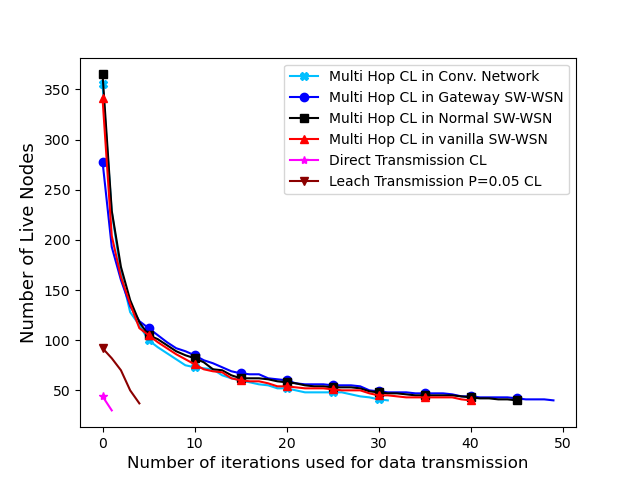 Number of Live Nodes
350
300
250
200
150
100
50
Multi Hop CL in Conv. Network
Multi Hop CL in Gateway SW-WSN
Multi Hop CL in Normal SW-WSN
Multi Hop CL in vanilla SW-WSN
Direct Transmission CL
Leach Transmission P=0.05 CL
0 10 20 30 40 50
Number of iterations used for data transmission